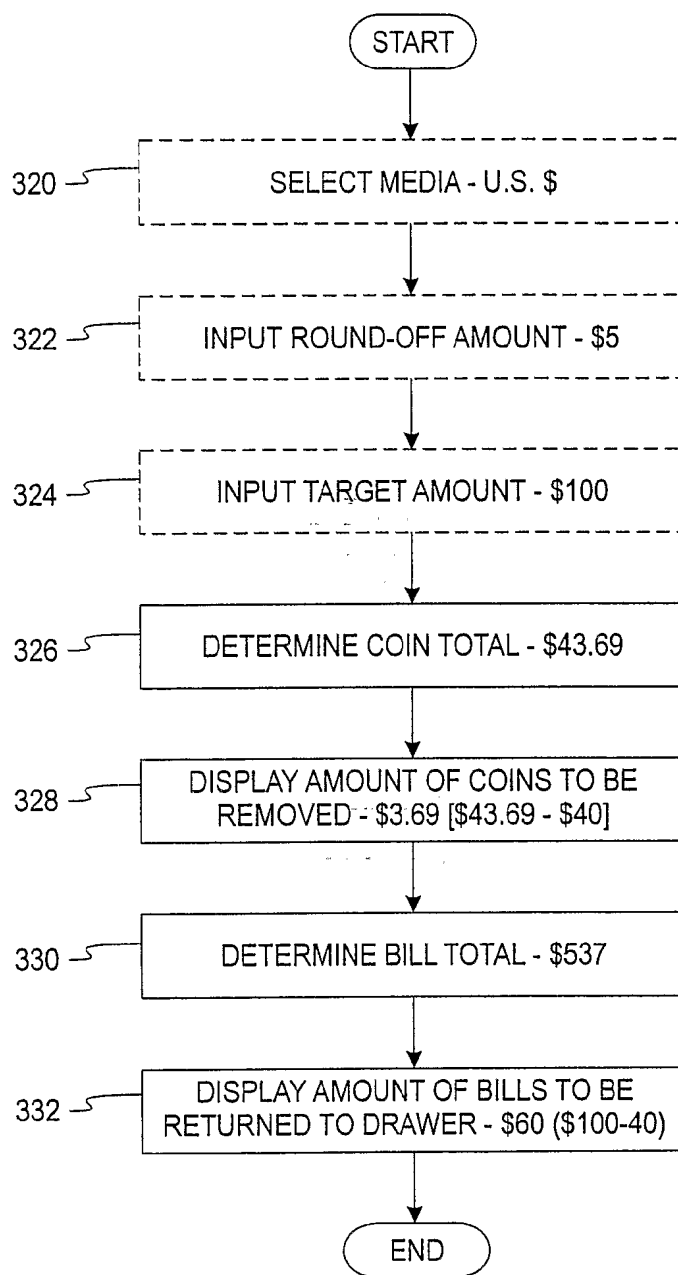 START
320
SELECT MEDIA - U.S. $
322
INPUT ROUND-OFF AMOUNT - $5
324
INPUT TARGET AMOUNT - $100
326
DETERMINE COIN TOTAL - $43.69
328
DISPLAY AMOUNT OF COINS TO BE
REMOVED - $3.69 [$43.69 - $40]
330
DETERMINE BILL TOTAL - $537
332
DISPLAY AMOUNT OF BILLS TO BE
RETURNED TO DRAWER - $60 ($100-40)
END